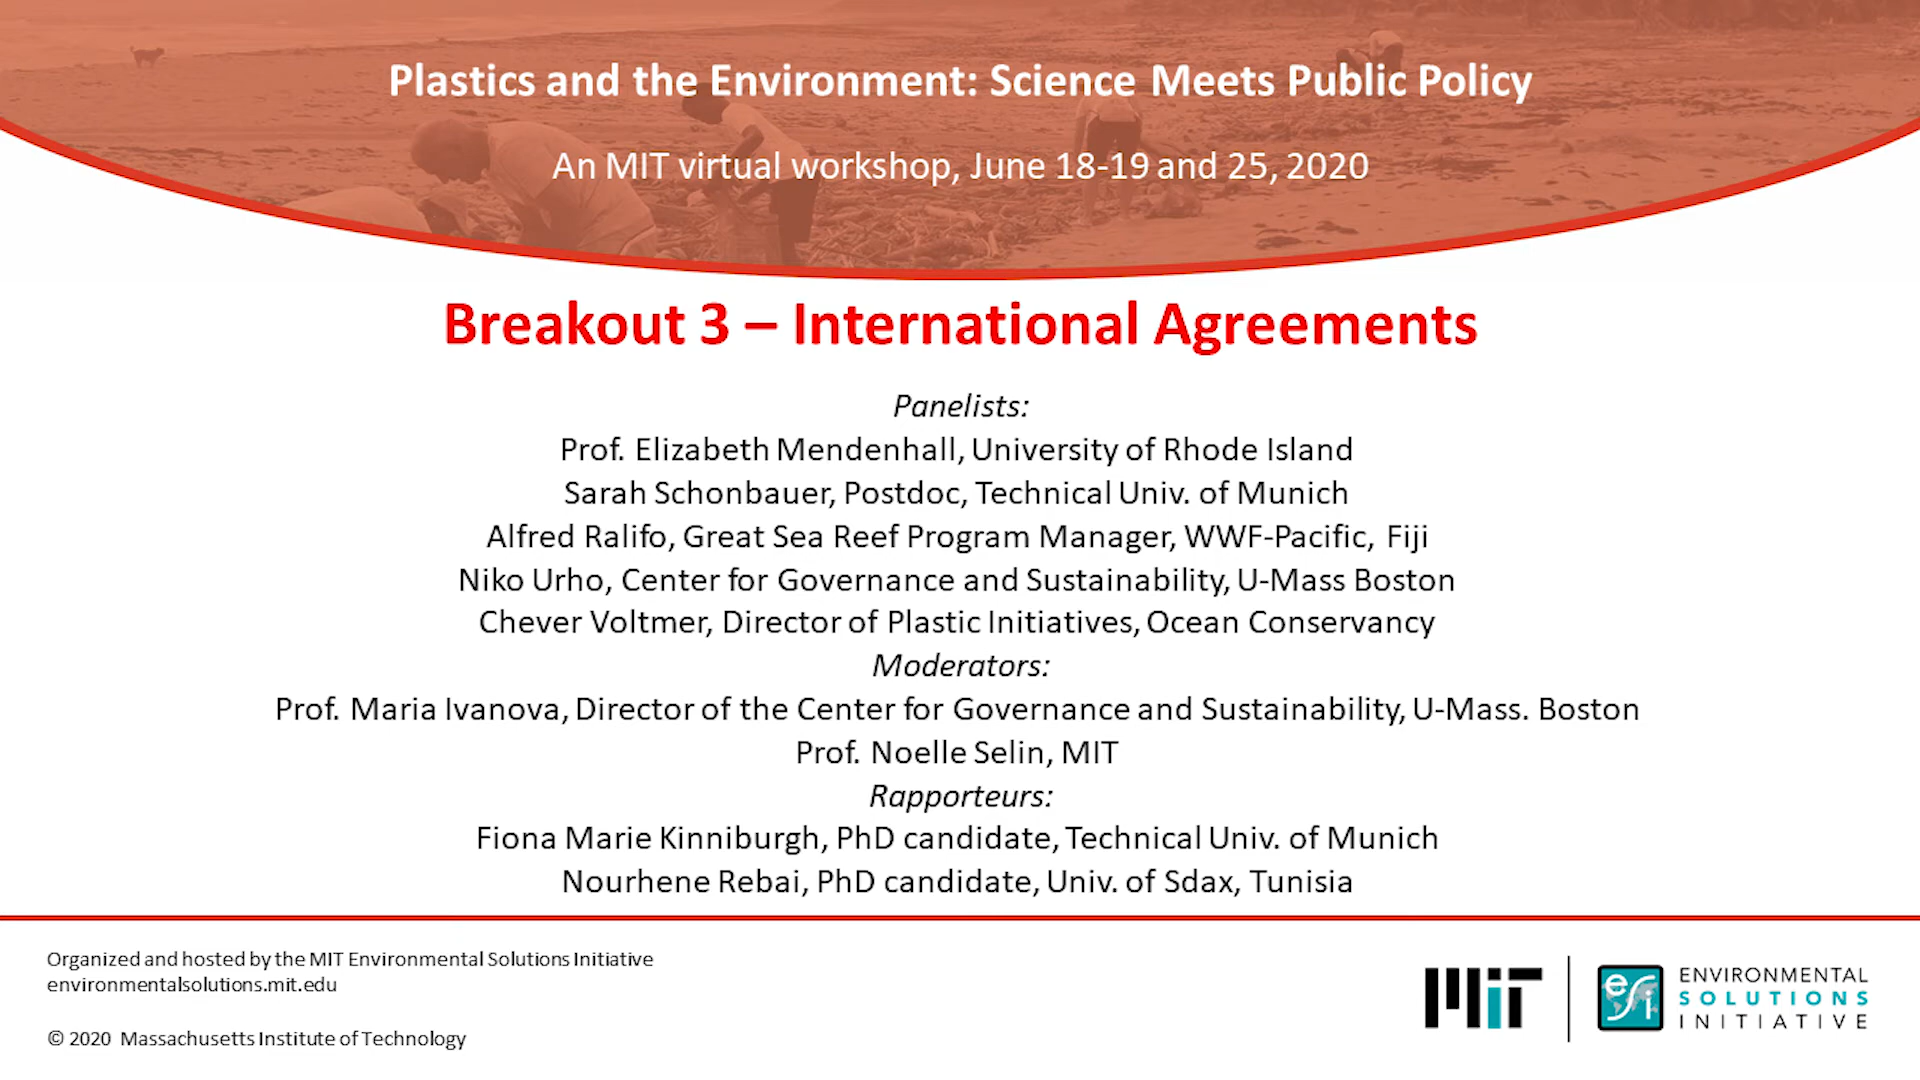 Plastics and the Environment: Science Meets Public Policy
An MIT virtual workshop, June 18-19 and 25, 2020
Breakout 3 – International Agreements
Panelists:
Prof. Elizabeth Mendenhall, University of Rhode Island
Sarah Schonbauer, Postdoc, Technical Univ. of Munich
Alfred Ralifo, Great Sea Reef Program Manager, WWF-Pacific, Fiji
Niko Urho, Center for Governance and Sustainability, U-Mass Boston
Chever Voltmer, Director of Plastic Initiatives, Ocean Conservancy
Moderators:
Prof. Maria Ivanova, Director of the Center for Governance and Sustainability, U-Mass. Boston
Prof. Noelle Selin, MIT
Rapporteurs:
Fiona Marie Kinniburgh, PhD candidate, Technical Univ. of Munich
Nourhene Rebai, PhD candidate, Univ. of Sdax, Tunisia
Organized and hosted by the MIT Environmental Solutions Initiative
environmentalsolutions.mit.edu
© 2020 Massachusetts Institute of Technology
MIT
esi
ENVIRONMENTAL
SOLUTIONS
INITIATIVE